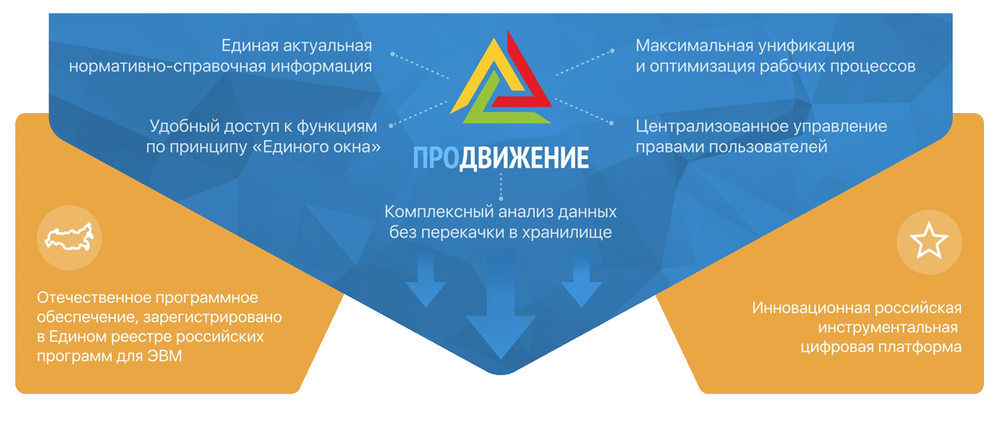 Единая актуальная
нормативно-справочная информация
Максимальная унификация
и оптимизация рабочих процессов
Удобный доступ к функциям
по принципу «Единого окна»
Централизованное управление
правами пользователей
ПРОДВИЖЕНИЕ
Комплексный анализ данных
без перекачки в хранилище
Отечественное программное
обеспечение, зарегистрировано
в Едином реестре российских
программ для ЭВМ
Инновационная российская
инструментальная
цифровая платформа